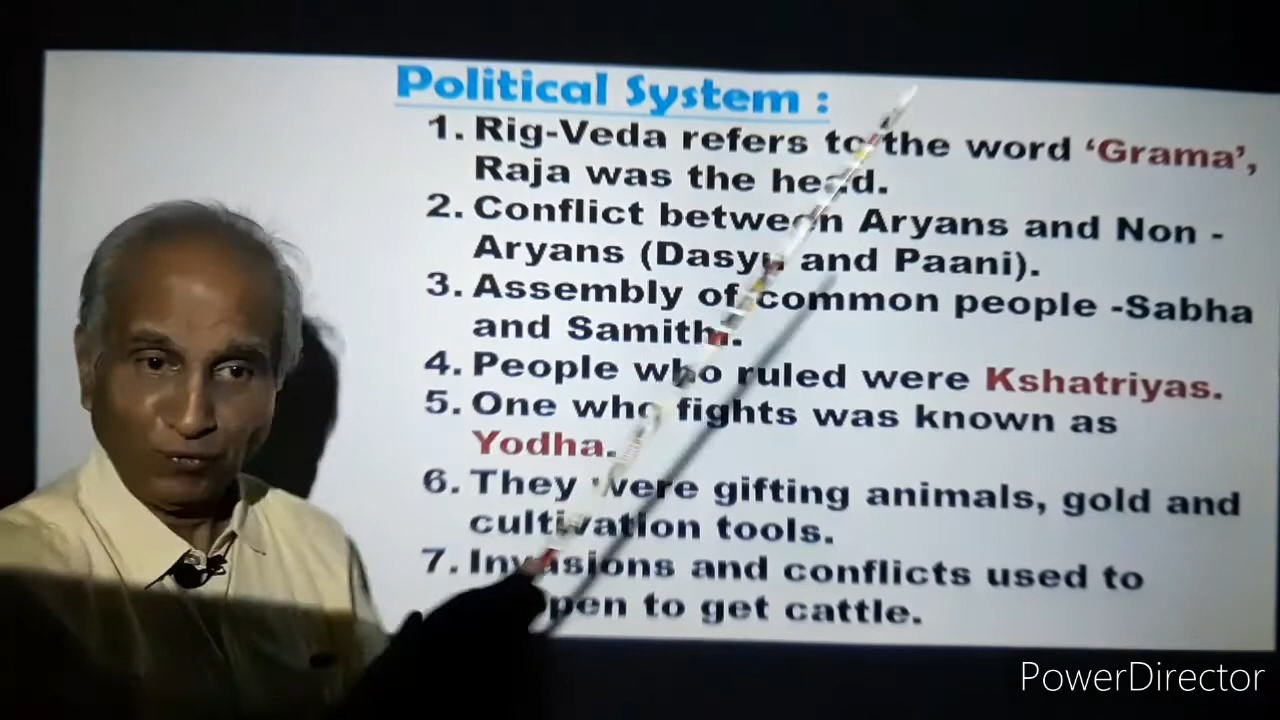 Political System :
1. Rig-Veda refers to the word ‘Grama’,
Raja was the head.
2. Conflict between Aryans and Non -
Aryans (Dasyu and Paani).
3. Assembly of common people -Sabha
and Samithi.
4. People who ruled were Kshatriyas.
5. One who fights was known as
Yodha.
6. They were gifting animals, gold and
cultivation tools.
7. Invasions and conflicts used to
happen to get cattle.
PowerDirector